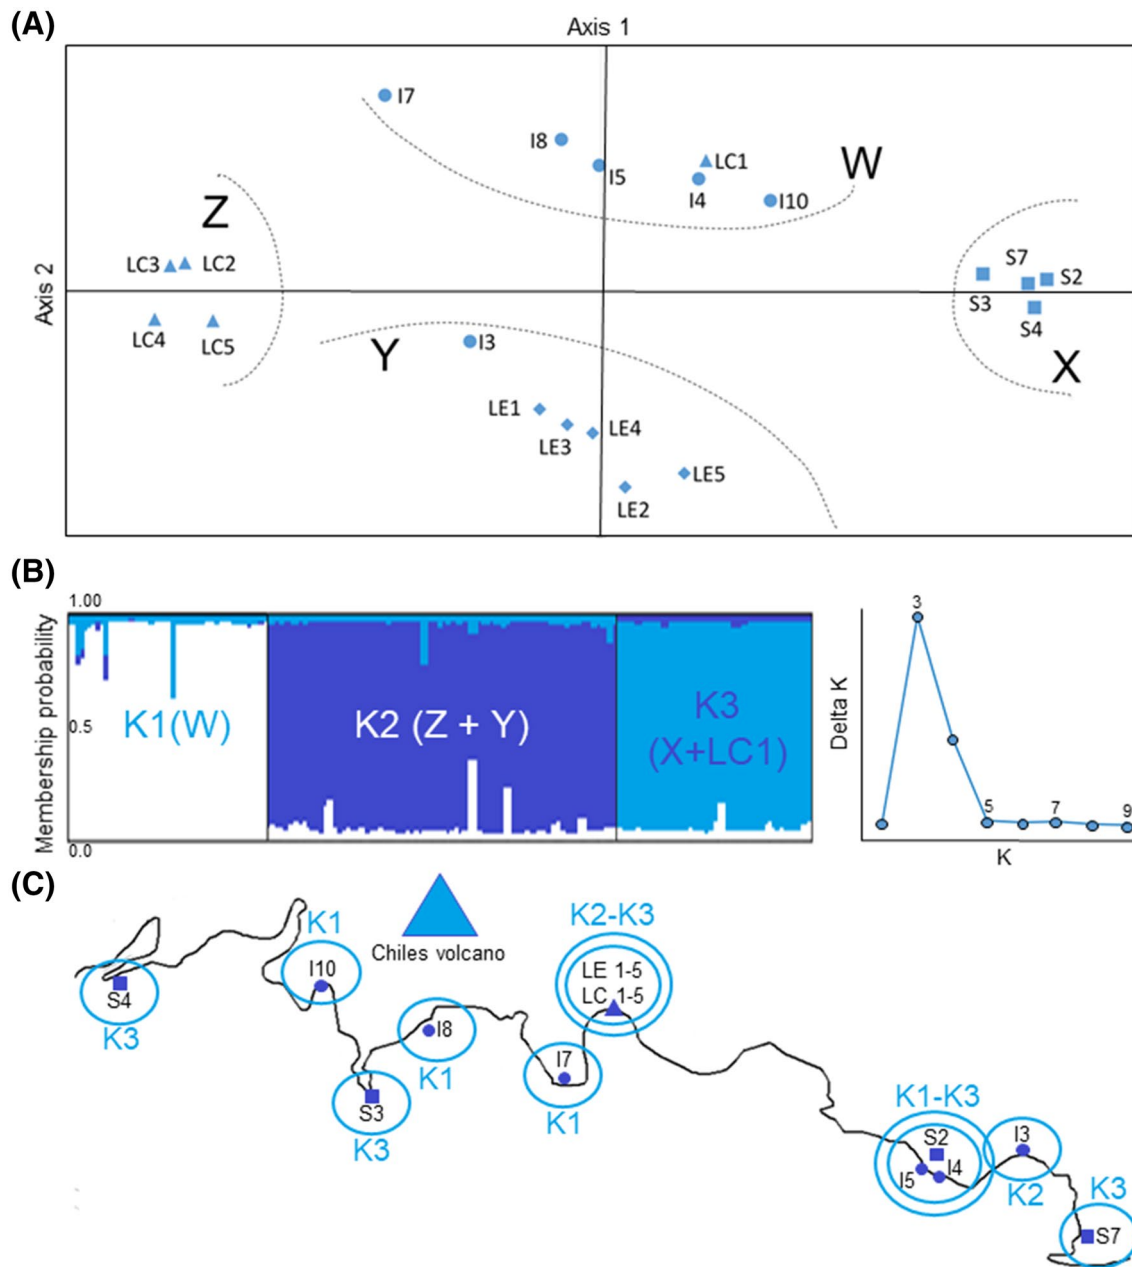 (A)
Axis 1
Axis 2
I7
I8
I5
LC1
I4
I10
W
Z
LC3
LC2
LC4
LC5
S7
S2
S3
S4
X
Y
I3
LE1
LE3
LE4
LE5
LE2
(B)
Membership probability
1.00
0.5
0.0
K1(W)
K2 (Z + Y)
K3
(X+LC1)
Delta K
3
5
7
9
K
(C)
Chiles volcano
S4
K3
K1
I10
I8
K1
S3
K3
I7
K1
K2-K3
LE 1-5
LC 1-5
K1-K3
S2
I5
I4
I3
K2
K3
S7